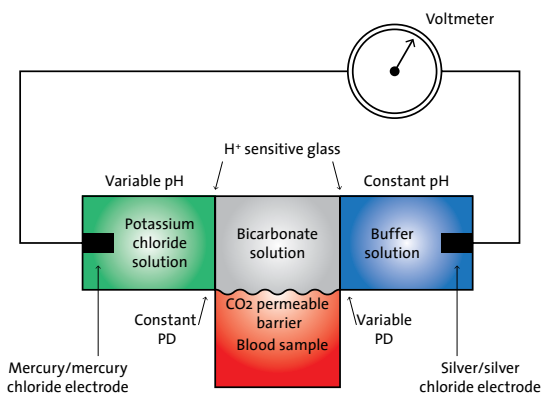 Voltmeter
H⁺ sensitive glass
Variable pH
Constant pH
Potassium
chloride
solution
Bicarbonate
solution
Buffer
solution
CO2 permeable
barrier
Blood sample
Constant
PD
Variable
PD
Mercury/mercury
chloride electrode
Silver/silver
chloride electrode